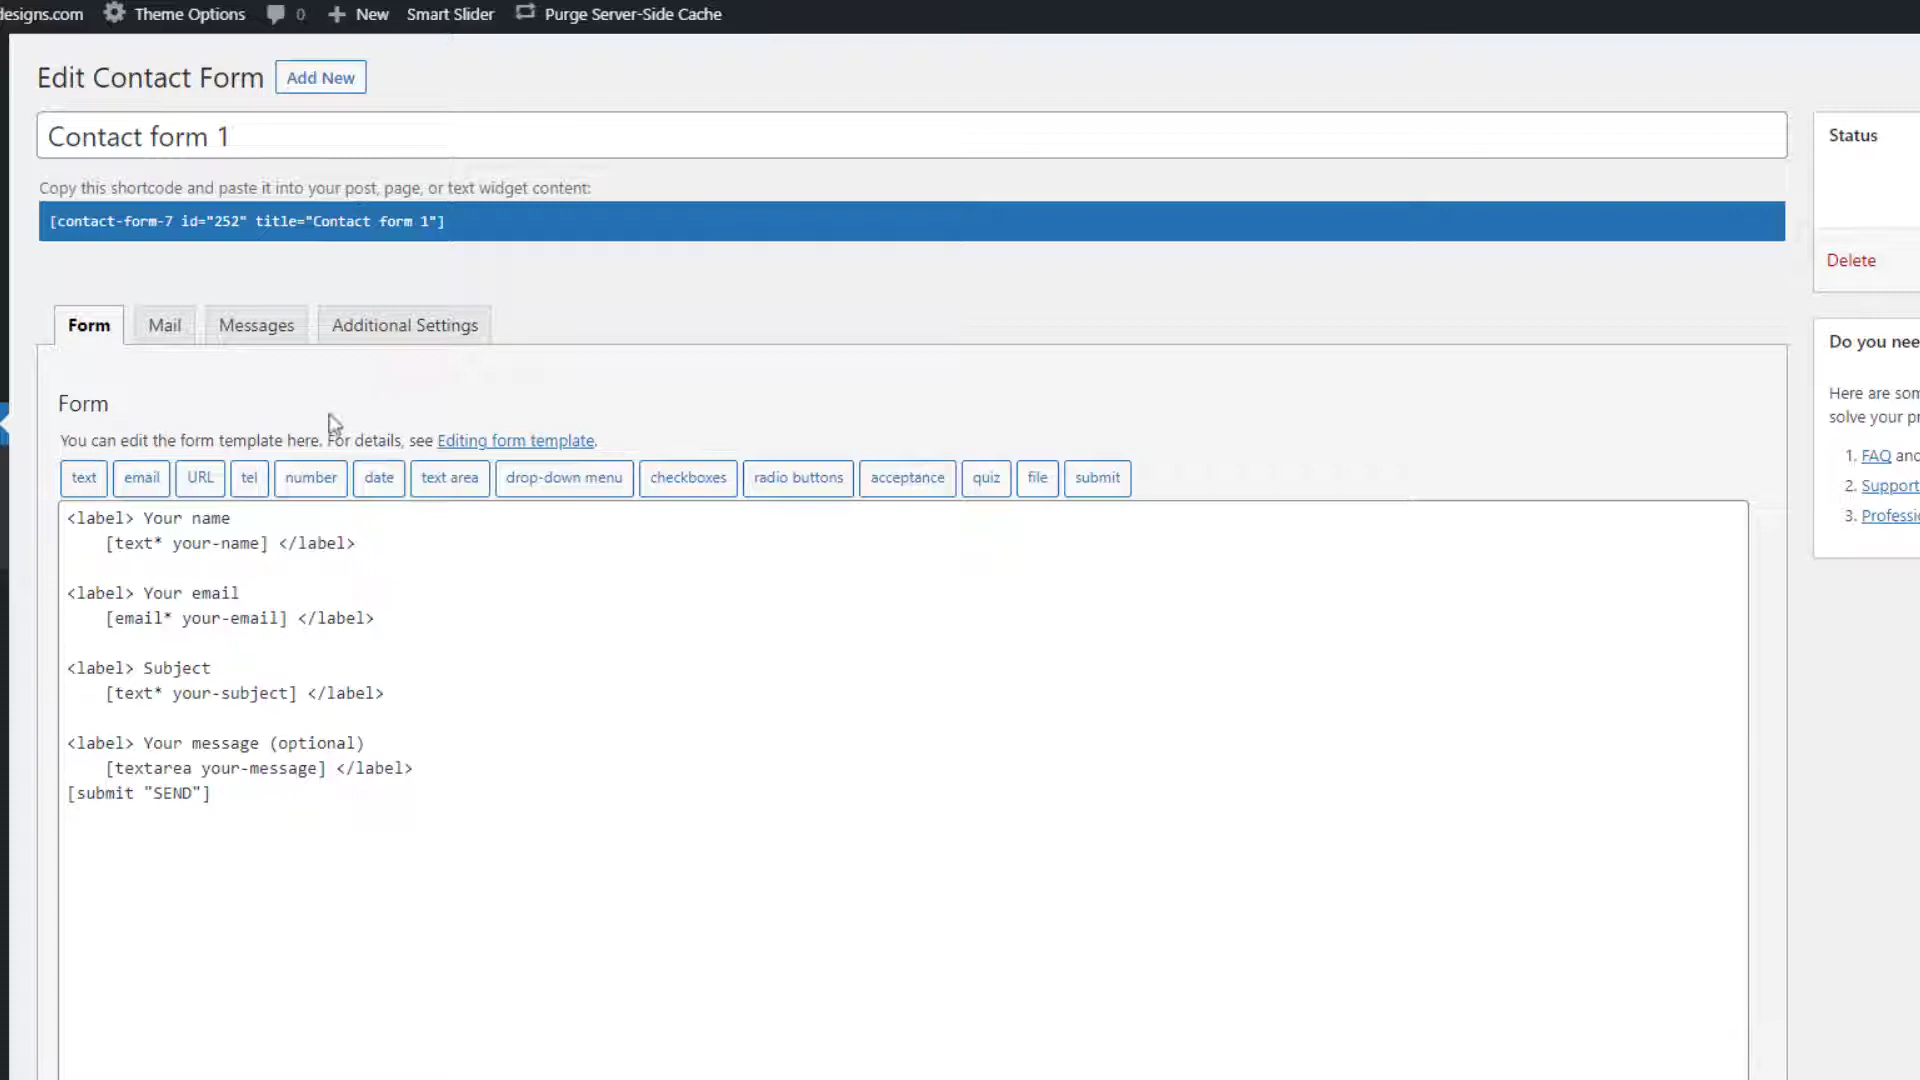 designs.com Theme Options 0 New Smart Slider Purge Server-Side Cache
Edit Contact Form Add New
Contact form 1
Copy this shortcode and paste it into your post, page, or text widget content:
[contact-form-7 id="252" title="Contact form 1"]
Form Mail Messages Additional Settings
Form
You can edit the form template here. For details, see Editing form template.
text email URL tel number date text area drop-down menu checkboxes radio buttons acceptance quiz file submit
<label> Your name
[text* your-name] </label>
<label> Your email
[email* your-email] </label>
<label> Subject
[text* your-subject] </label>
<label> Your message (optional)
[textarea your-message] </label>
[submit "SEND"]
Status
Delete
Do you nee
Here are som
solve your pr
1. FAQ and
2. Support
3. Professi